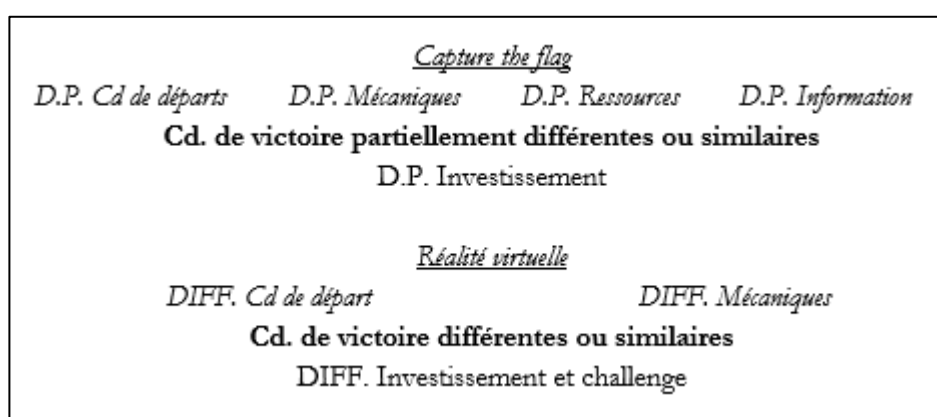 Capture the flag
D.P. Cd de départs D.P. Mécaniques D.P. Ressources D.P. Information
Cd. de victoire partiellement différentes ou similaires
D.P. Investissement
Réalité virtuelle
DIFF. Cd de départ DIFF. Mécaniques
Cd. de victoire différentes ou similaires
DIFF. Investissement et challenge